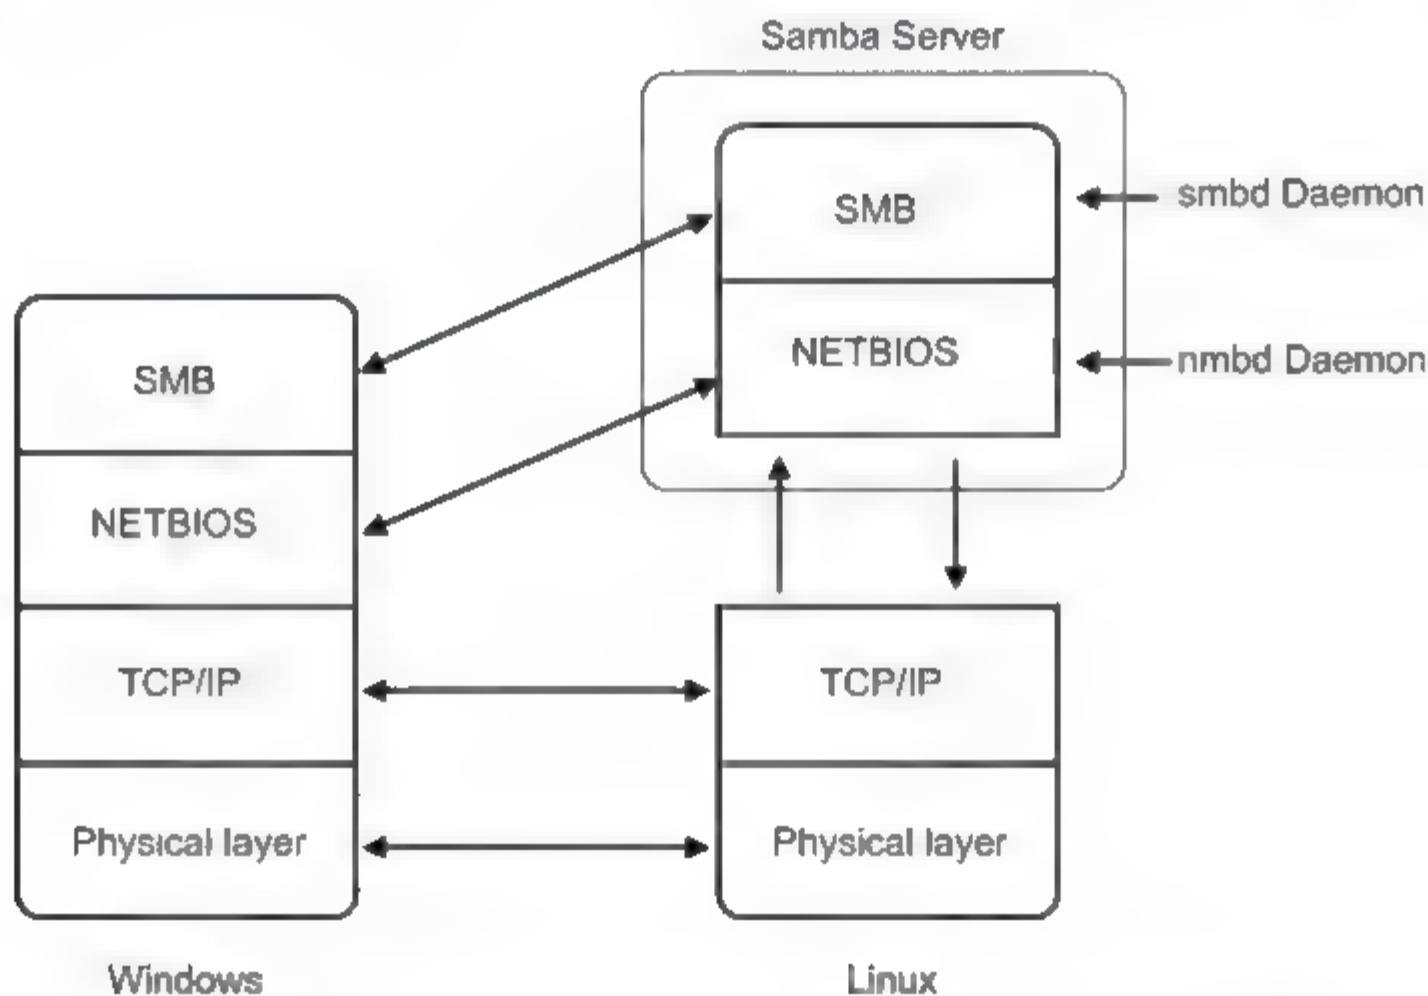 Samba Server
SMB
smbd Daemon
NETBIOS
nmbd Daemon
SMB
NETBIOS
TCP/IP
TCP/IP
Physical layer
Physical layer
Windows
Linux